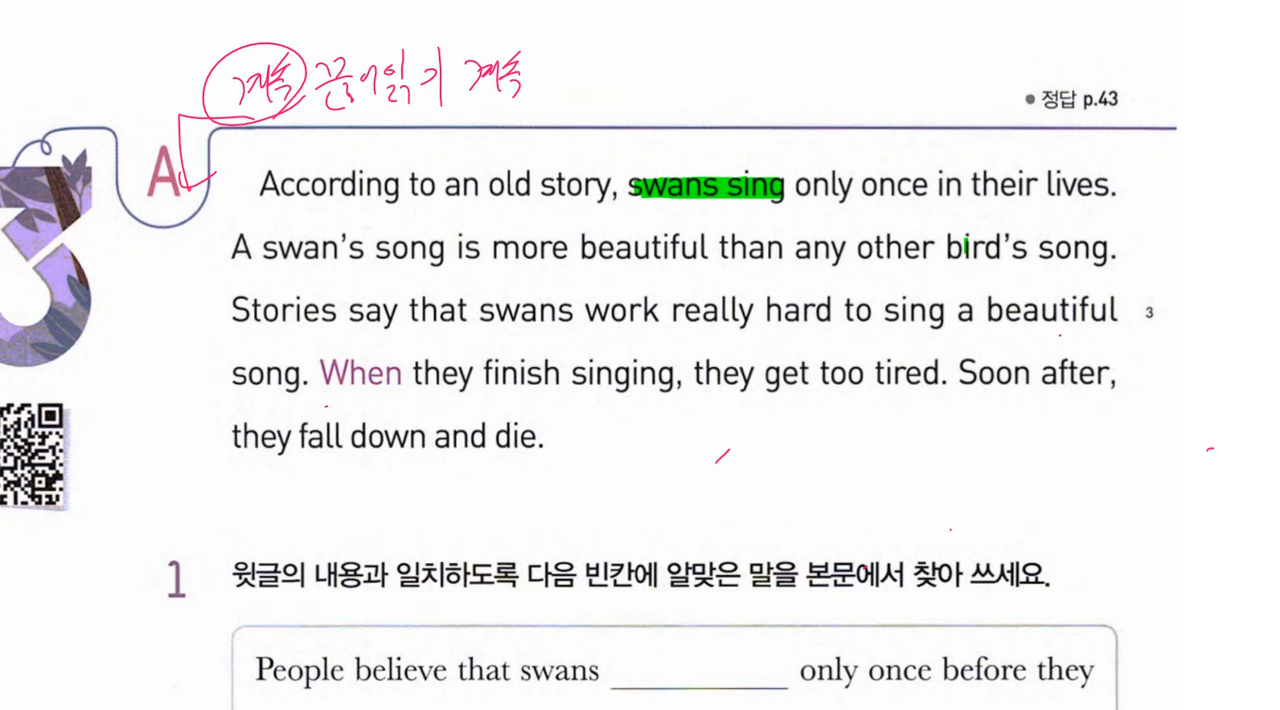 계속 끊어읽기 계속
● 정답 p.43
A
According to an old story, swans sing only once in their lives.
A swan's song is more beautiful than any other bird's song.
Stories say that swans work really hard to sing a beautiful 3
song. When they finish singing, they get too tired. Soon after,
they fall down and die.
1 윗글의 내용과 일치하도록 다음 빈칸에 알맞은 말을 본문에서 찾아 쓰세요.
People believe that swans __________ only once before they